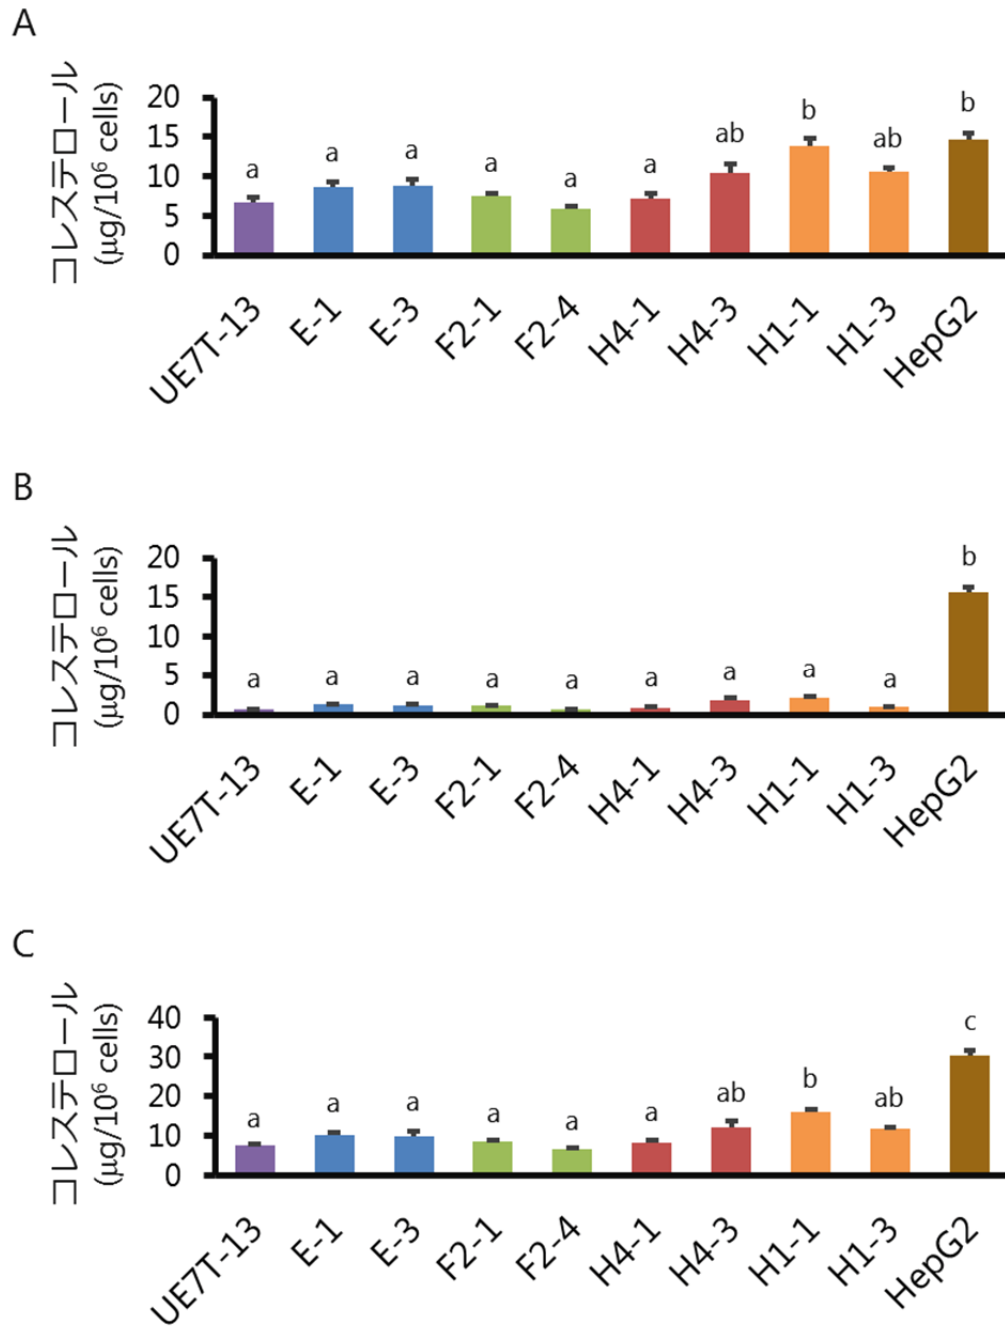 A
コレステロール
(μg/10⁶ cells)
20
15
10
5
0
a
a
a
a
a
a
ab
b
ab
b
UE7T-13
E-1
E-3
F2-1
F2-4
H4-1
H4-3
H1-1
H1-3
HepG2
B
コレステロール
(μg/10⁶ cells)
20
15
10
5
0
a
a
a
a
a
a
a
a
a
b
UE7T-13
E-1
E-3
F2-1
F2-4
H4-1
H4-3
H1-1
H1-3
HepG2
C
コレステロール
(μg/10⁶ cells)
40
30
20
10
0
a
a
a
a
a
a
ab
b
ab
c
UE7T-13
E-1
E-3
F2-1
F2-4
H4-1
H4-3
H1-1
H1-3
HepG2